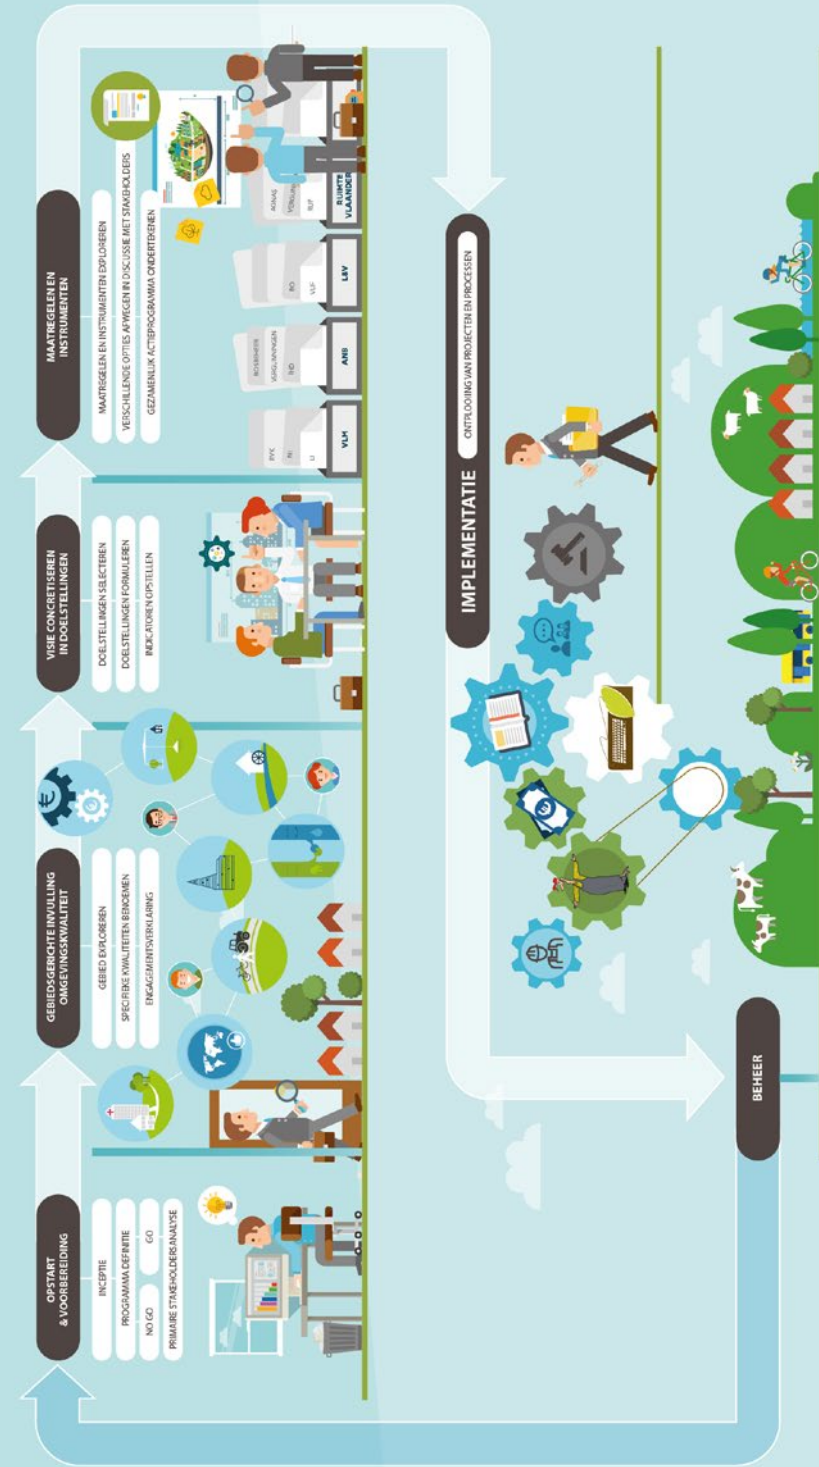 OPSTART
& VOORBEREIDING
INCEPTIE
PROGRAMMA DEFINITIE
NO GO
GO
PRIMAIRE STAKEHOLDERSANALYSE
GEBIEDSGERICHTE INVULLING
OMGEVINGSKWALITEIT
GEBIED EXPLOREREN
SPECIFIEKE KWALITEITEN BENOEMEN
ENGAGEMENTSVERKLARING
VISIE CONCRETISEREN
IN DOELSTELLINGEN
DOELSTELLINGEN SELECTEREN
DOELSTELLINGEN FORMULEREN
INDICATOREN OPSTELLEN
MAATREGELEN EN
INSTRUMENTEN
MAATREGELEN EN INSTRUMENTEN EXPLOREREN
VERSCHILLENDE OPTIES AFWEGEN IN DISCUSSIE MET STAKEHOLDERS
GEZAMENLIJK ACTIEPROGRAMMA ONDERTEKENEN
VLM
ANB
VERGUNNINGEN
L&V
RO
AGNAS
RUP
RUIMTE
IMPLEMENTATIE
ONTPLOOIING VAN PROJECTEN EN PROCESSEN
BEHEER